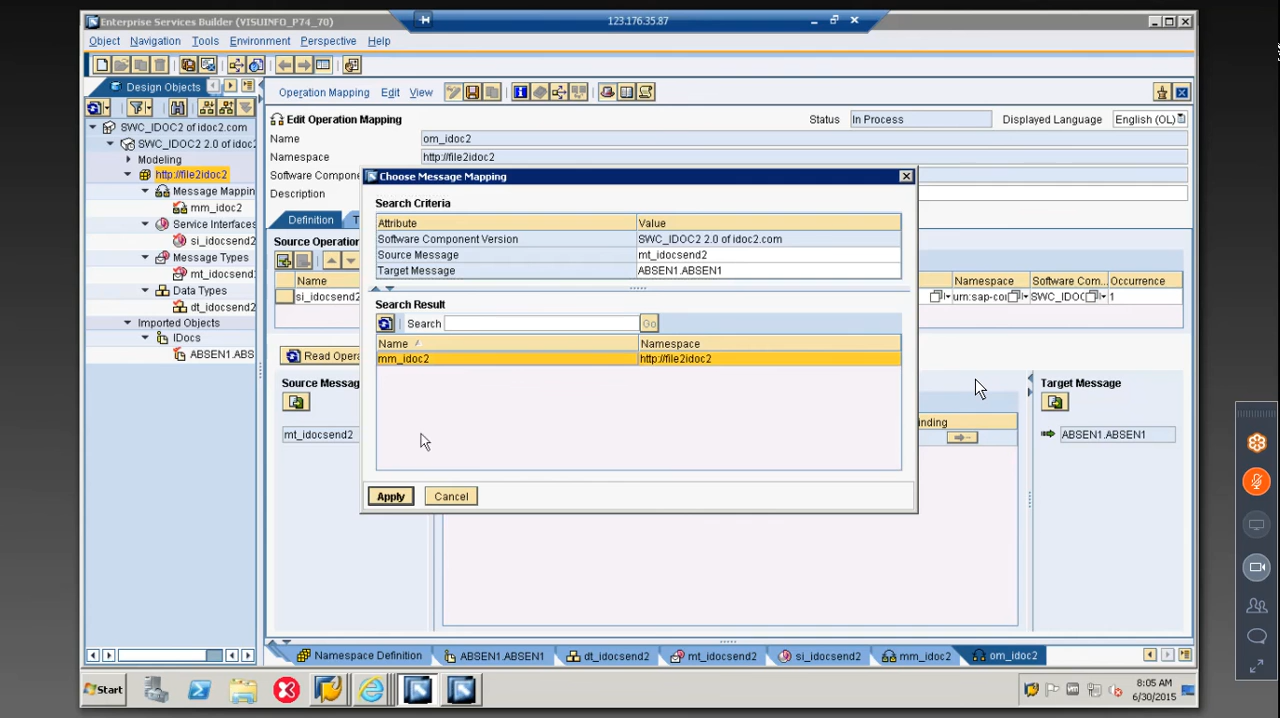 Enterprise Services Builder (VISUINFO_P74_70)
123.176.35.87
Object Navigation Tools Environment Perspective Help
Design Objects
Operation Mapping Edit View
SWC_IDOC2 of idoc2.com
SWC_IDOC2 2.0 of idoc2.
Modeling
http://file2idoc2
Message Mappin
mm_idoc2
Service Interfaces
si_idocsend2
Message Types
mt_idocsend2
Data Types
dt_idocsend2
Imported Objects
IDocs
ABSEN1.ABS
Edit Operation Mapping
Status In Process Displayed Language English (OL)
Name om_idoc2
Namespace http://file2idoc2
Software Compone
Description
Definition T
Source Operation
Name
si_idocsend2
Namespace Software Com... Occurrence
urn:sap-co SWC_IDOC 1
Read Opera
Source Messag
mt_idocsend2
inding
Target Message
ABSEN1.ABSEN1
Choose Message Mapping
Search Criteria
Attribute Value
Software Component Version SWC_IDOC2 2.0 of idoc2.com
Source Message mt_idocsend2
Target Message ABSEN1.ABSEN1
Search Result
Search Go
Name Namespace
mm_idoc2 http://file2idoc2
Apply Cancel
Namespace Definition ABSEN1.ABSEN1 dt_idocsend2 mt_idocsend2 si_idocsend2 mm_idoc2 om_idoc2
Start
8:05 AM
6/30/2015